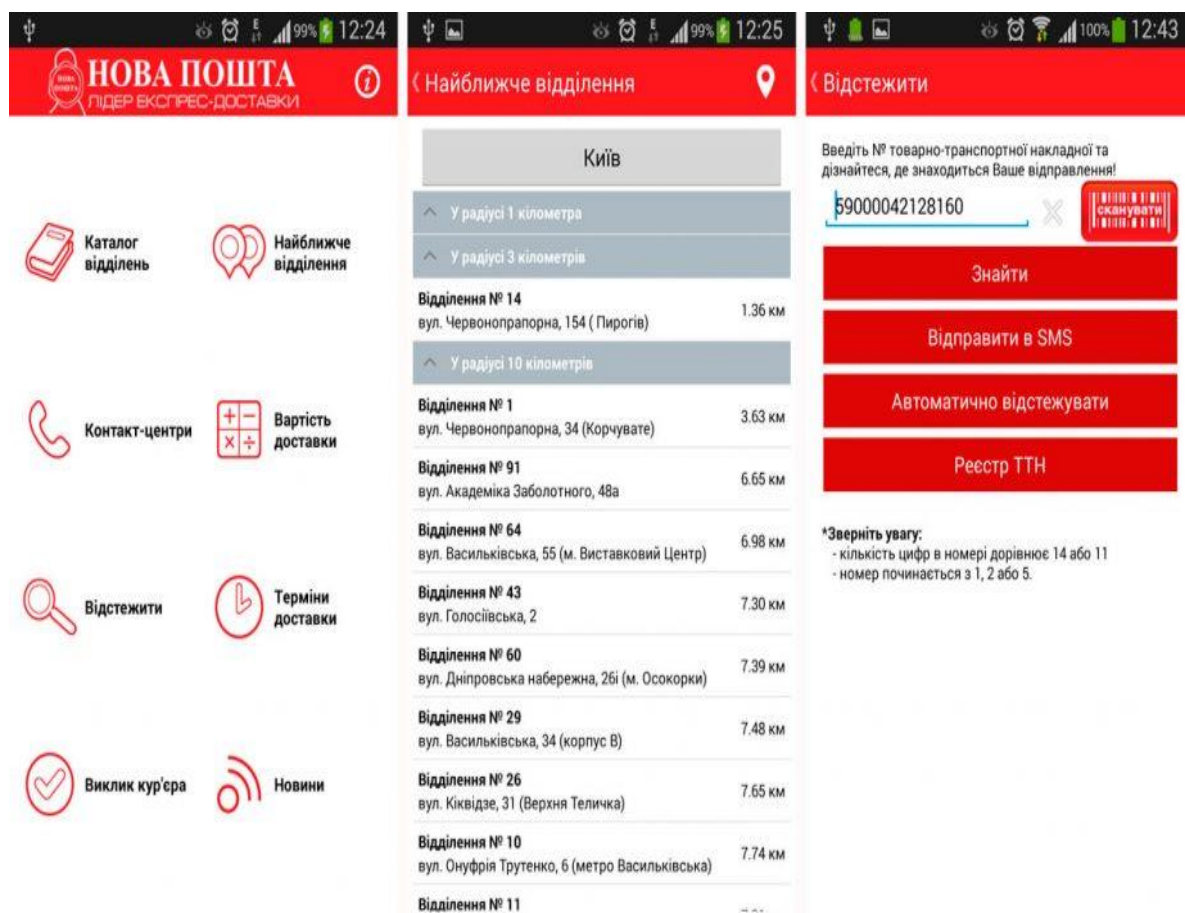 99% 12:24
НОВА ПОШТА
ЛІДЕР ЕКСПРЕС-ДОСТАВКИ
Каталог
відділень
Найближче
відділення
Контакт-центри
Вартість
доставки
Відстежити
Терміни
доставки
Виклик кур'єра
Новини
99% 12:25
Найближче відділення
Київ
У радіусі 1 кілометра
У радіусі 3 кілометрів
Відділення № 14
вул. Червонопрапорна, 154 ( Пирогів)
1.36 км
У радіусі 10 кілометрів
Відділення № 1
вул. Червонопрапорна, 34 (Корчувате)
3.63 км
Відділення № 91
вул. Академіка Заболотного, 48а
6.65 км
Відділення № 64
вул. Васильківська, 55 (м. Виставковий Центр)
6.98 км
Відділення № 43
вул. Голосіївська, 2
7.30 км
Відділення № 60
вул. Дніпровська набережна, 26і (м. Осокорки)
7.39 км
Відділення № 29
вул. Васильківська, 34 (корпус В)
7.48 км
Відділення № 26
вул. Кіквідзе, 31 (Верхня Теличка)
7.65 км
Відділення № 10
вул. Онуфрія Трутенко, 6 (метро Васильківська)
7.74 км
Відділення № 11
100% 12:43
Відстежити
Введіть № товарно-транспортної накладної та
дізнайтеся, де знаходиться Ваше відправлення!
59000042128160
сканувати
Знайти
Відправити в SMS
Автоматично відстежувати
Реєстр ТТН
*Зверніть увагу:
- кількість цифр в номері дорівнює 14 або 11
- номер починається з 1, 2 або 5.